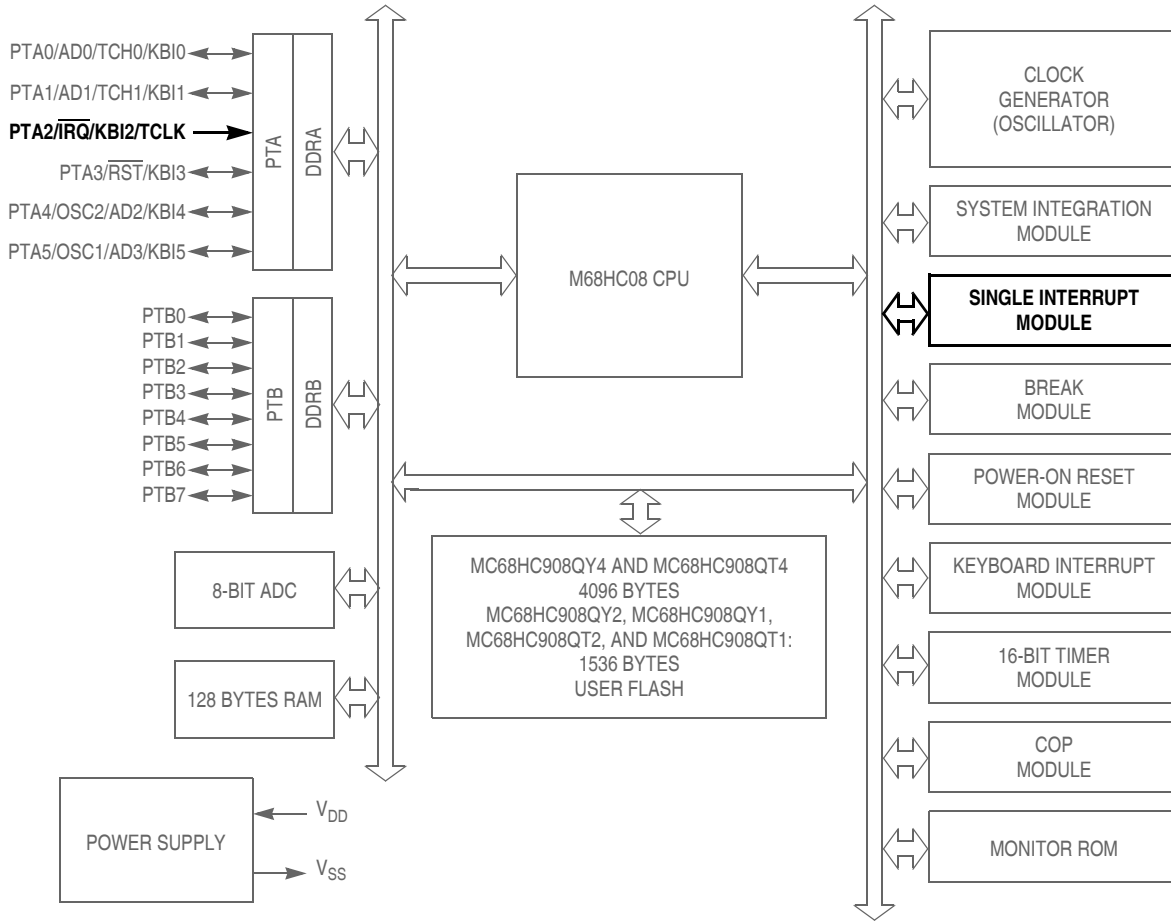 PTA0/AD0/TCH0/KBI0
PTA1/AD1/TCH1/KBI1
PTA2/IRQ/KBI2/TCLK
PTA3/RST/KBI3
PTA4/OSC2/AD2/KBI4
PTA5/OSC1/AD3/KBI5
PTA
DDRA
PTB0
PTB1
PTB2
PTB3
PTB4
PTB5
PTB6
PTB7
PTB
DDRB
8-BIT ADC
128 BYTES RAM
POWER SUPPLY
VDD
VSS
M68HC08 CPU
MC68HC908QY4 AND MC68HC908QT4
4096 BYTES
MC68HC908QY2, MC68HC908QY1,
MC68HC908QT2, AND MC68HC908QT1:
1536 BYTES
USER FLASH
CLOCK
GENERATOR
(OSCILLATOR)
SYSTEM INTEGRATION
MODULE
SINGLE INTERRUPT
MODULE
BREAK
MODULE
POWER-ON RESET
MODULE
KEYBOARD INTERRUPT
MODULE
16-BIT TIMER
MODULE
COP
MODULE
MONITOR ROM